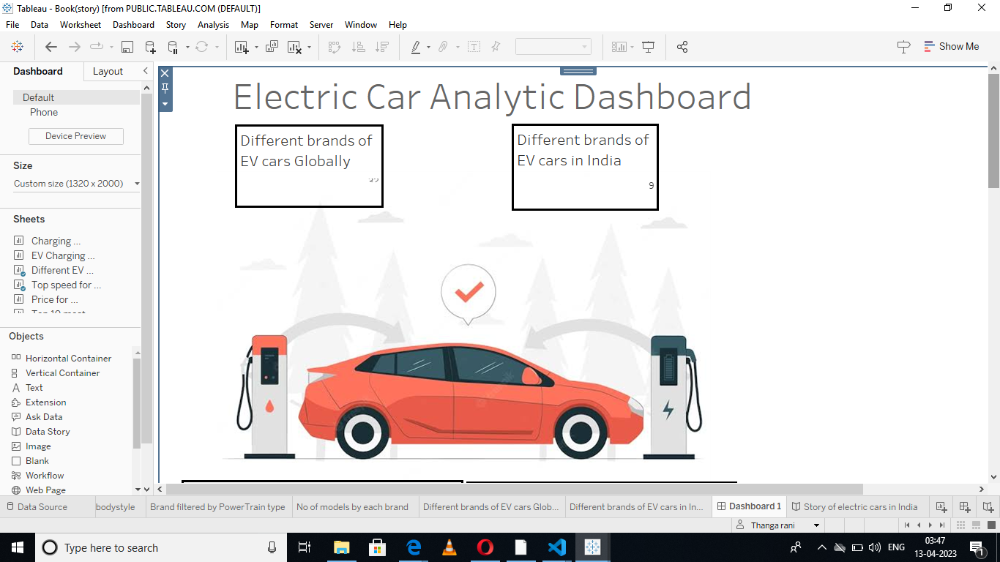 Tableau - Book(story) [from PUBLIC.TABLEAU.COM (DEFAULT)]
File Data Worksheet Dashboard Story Analysis Map Format Server Window Help
Show Me
Dashboard Layout
Default
Phone
Device Preview
Size
Custom size (1320 x 2000)
Sheets
Charging ...
EV Charging ...
Different EV ...
Top speed for ...
Price for ...
Objects
Horizontal Container
Vertical Container
Text
Extension
Ask Data
Data Story
Image
Blank
Workflow
Web Page
Electric Car Analytic Dashboard
Different brands of
EV cars Globally
Different brands of
EV cars in India
9
Data Source bodystyle Brand filtered by PowerTrain type No of models by each brand Different brands of EV cars Glob... Different brands of EV cars in In... Dashboard 1 Story of electric cars in India
Thanga rani
Type here to search
ENG
03:47
13-04-2023
1